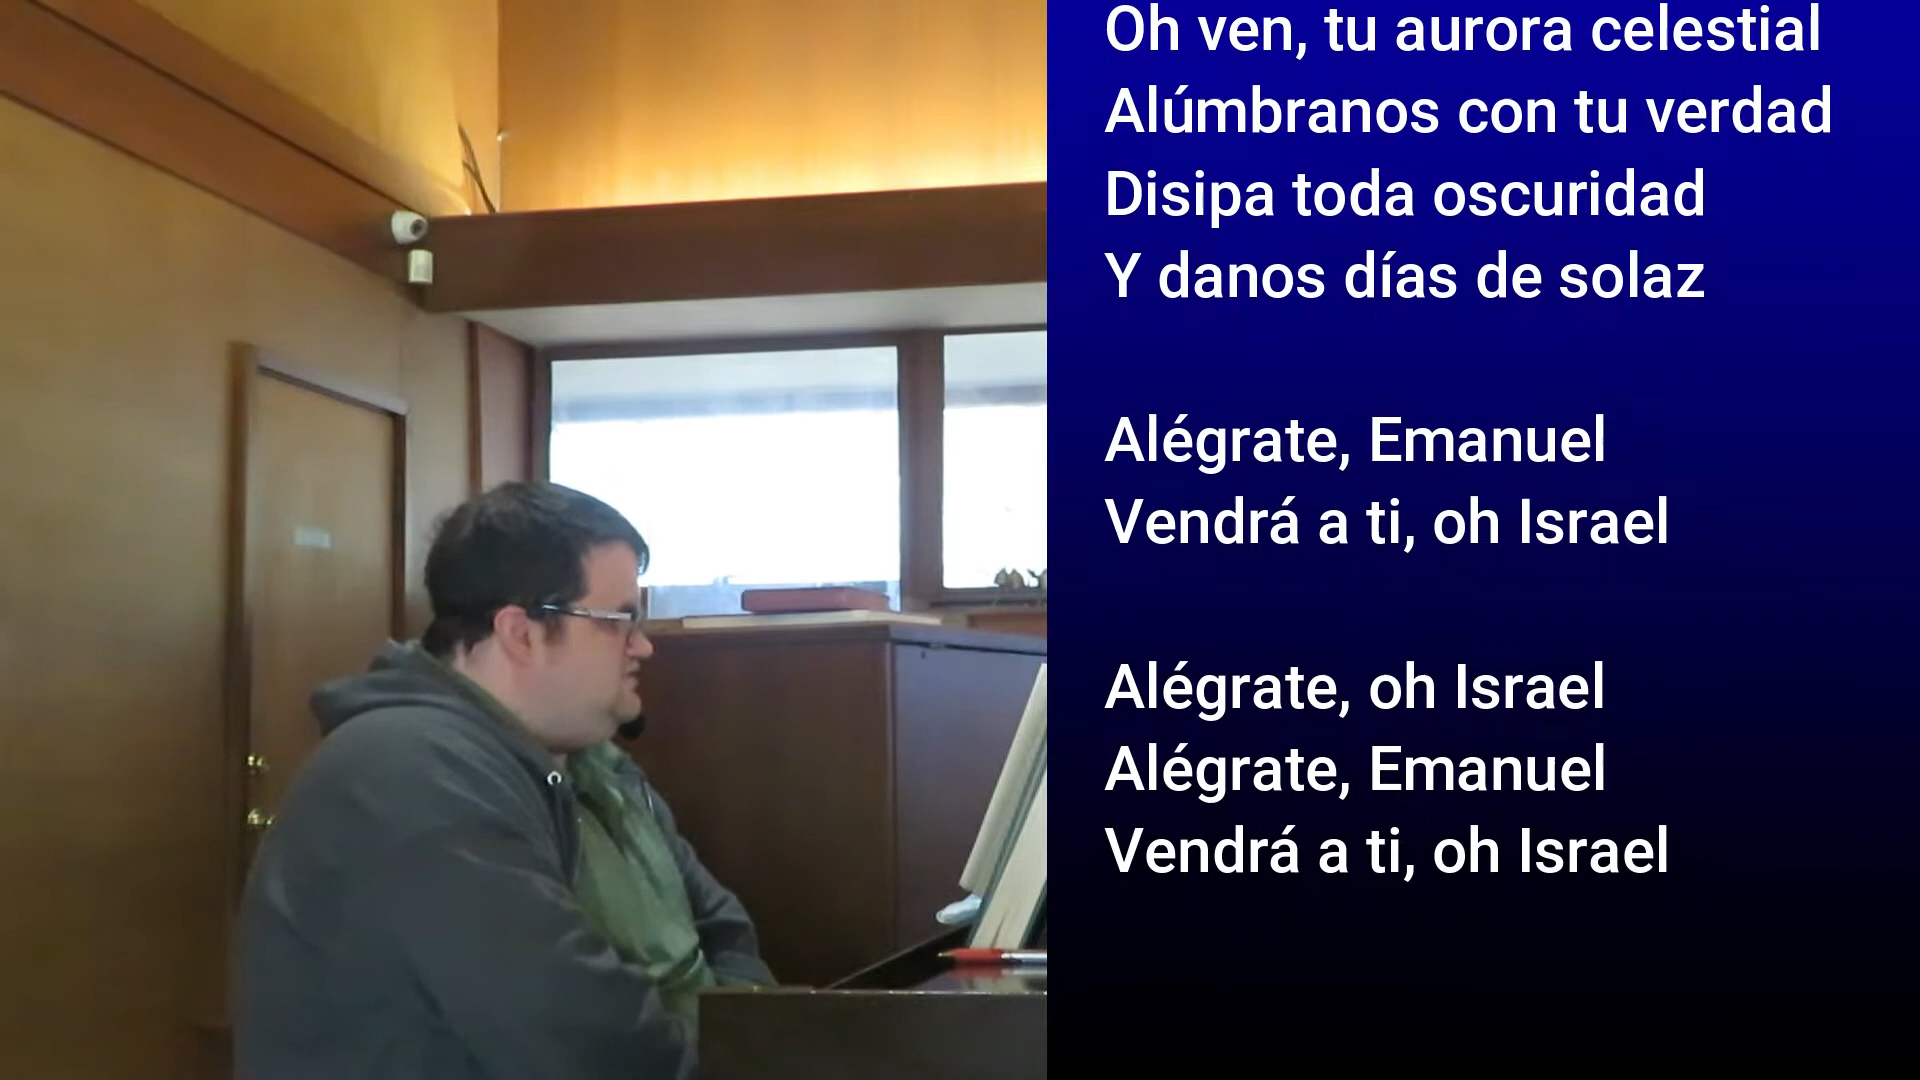 Oh ven, tu aurora celestial
Alúmbranos con tu verdad
Disipa toda oscuridad
Y danos días de solaz
Alégrate, Emanuel
Vendrá a ti, oh Israel
Alégrate, oh Israel
Alégrate, Emanuel
Vendrá a ti, oh Israel